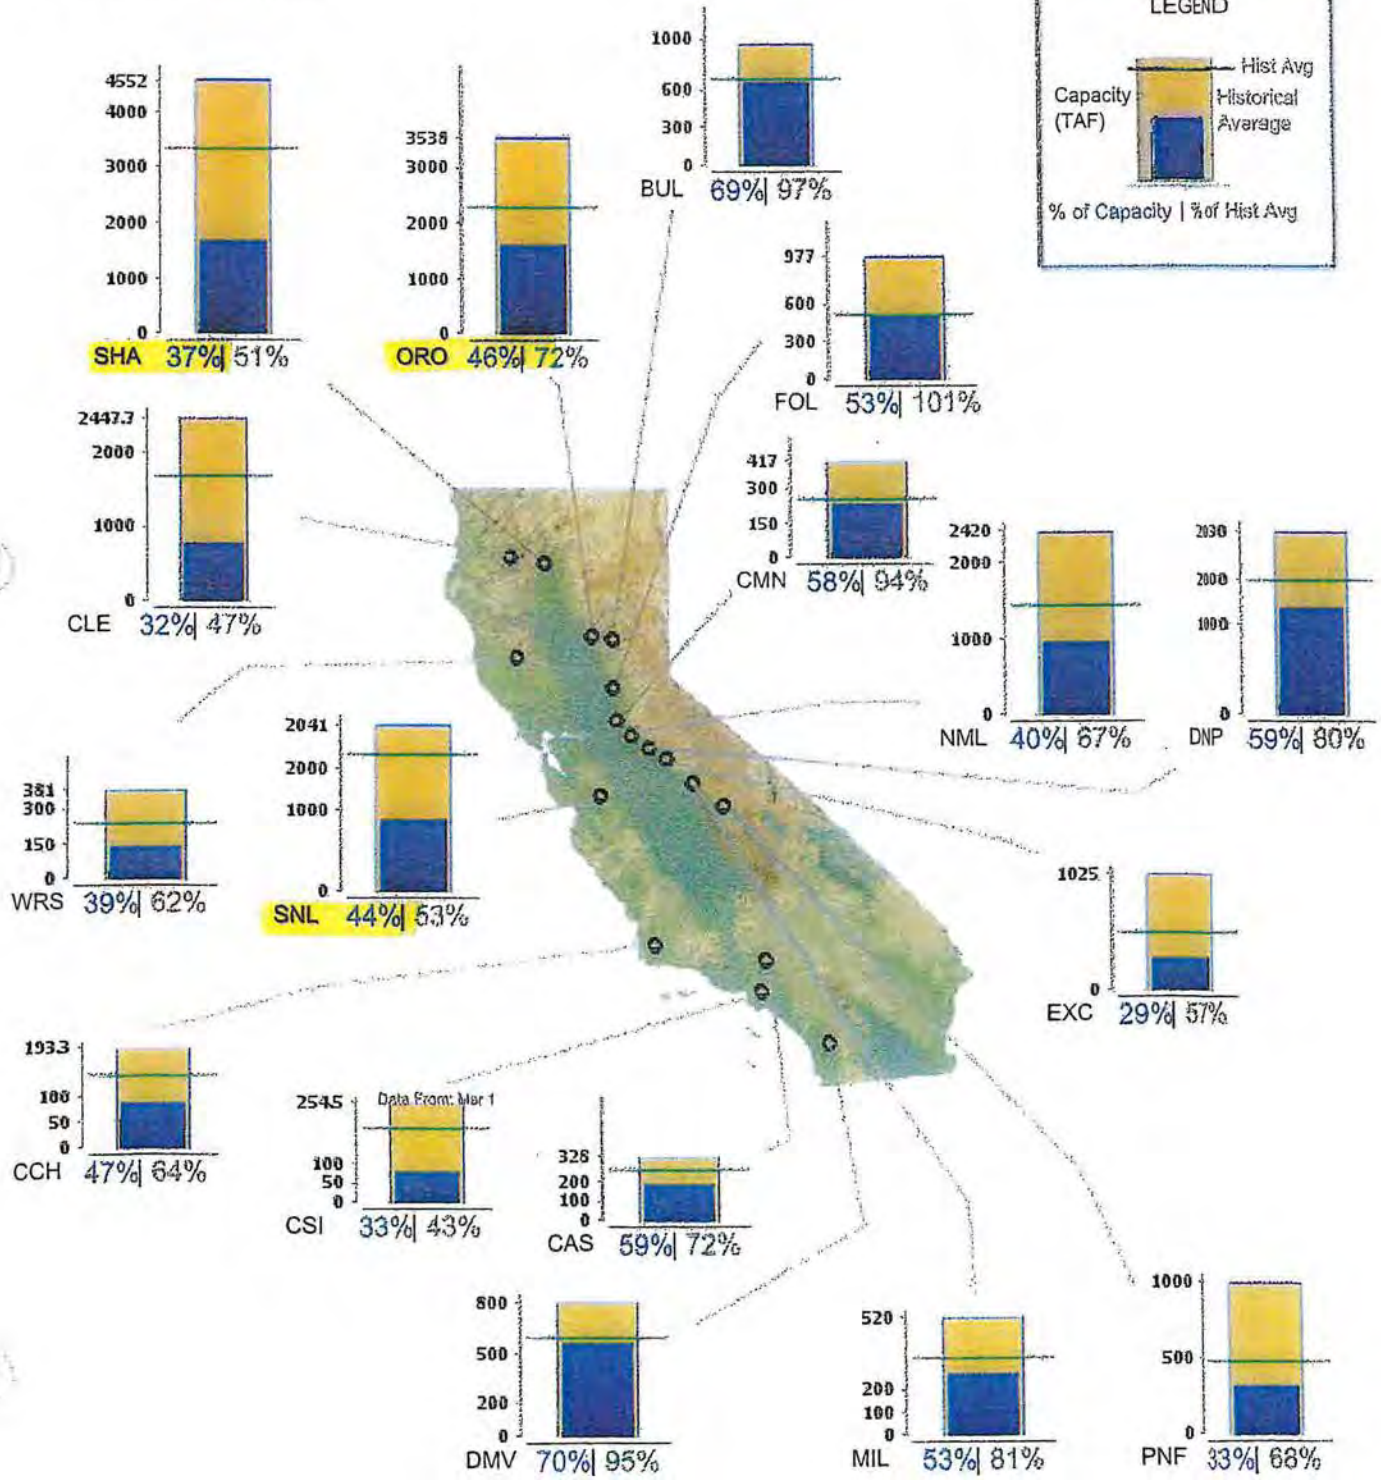 LEGEND
Hist Avg
Capacity
(TAF)
Historical
Average
% of Capacity | % of Hist Avg
4552
4000
3000
2000
1000
0
SHA 37%| 51%
3538
3000
2000
1000
0
ORO 46%| 72%
1000
600
300
0
BUL 69%| 97%
977
600
300
0
FOL 53%| 101%
2447.3
2000
1000
0
CLE 32%| 47%
417
300
150
0
CMN 58%| 94%
2420
2000
1000
0
NML 40%| 67%
2030
2000
1000
0
DNP 59%| 80%
381
300
150
0
WRS 39%| 62%
2041
2000
1000
0
SNL 44%| 53%
1025
0
EXC 29%| 57%
193.3
100
50
0
CCH 47%| 64%
Data From: Mar 1
254.5
100
50
0
CSI 33%| 43%
328
200
100
0
CAS 59%| 72%
800
500
200
0
DMV 70%| 95%
520
200
100
0
MIL 53%| 81%
1000
500
0
PNF 33%| 68%